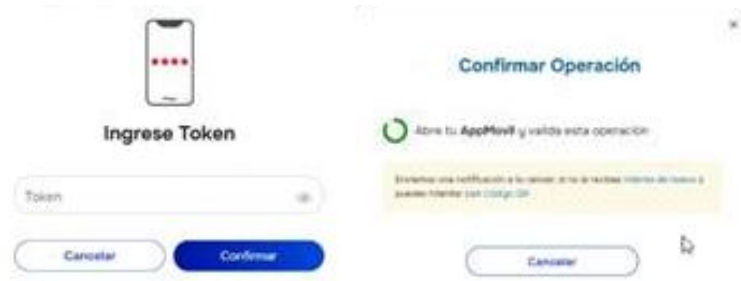 Ingrese Token
Token
Cancelar
Confirmar
Confirmar Operación
Abre tu AppMovil y valida esta operación
Enviamos una notificación a tu celular, si no la recibes intenta de nuevo o
puedes intentar con código QR
Cancelar